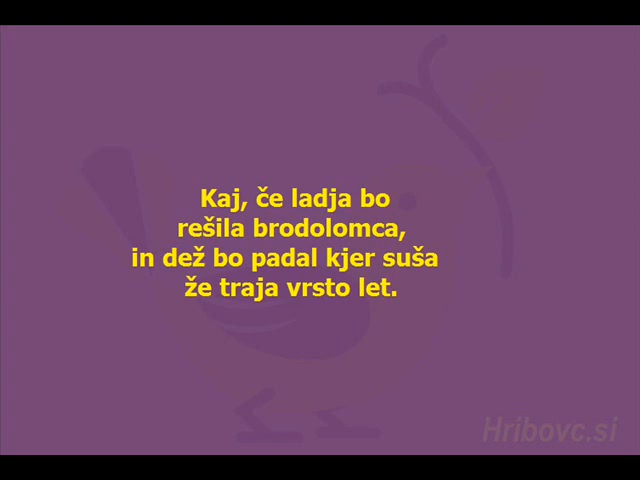 Kaj, če ladja bo
rešila brodolomca,
in dež bo padal kjer suša
že traja vrsto let.
Hribovc.si